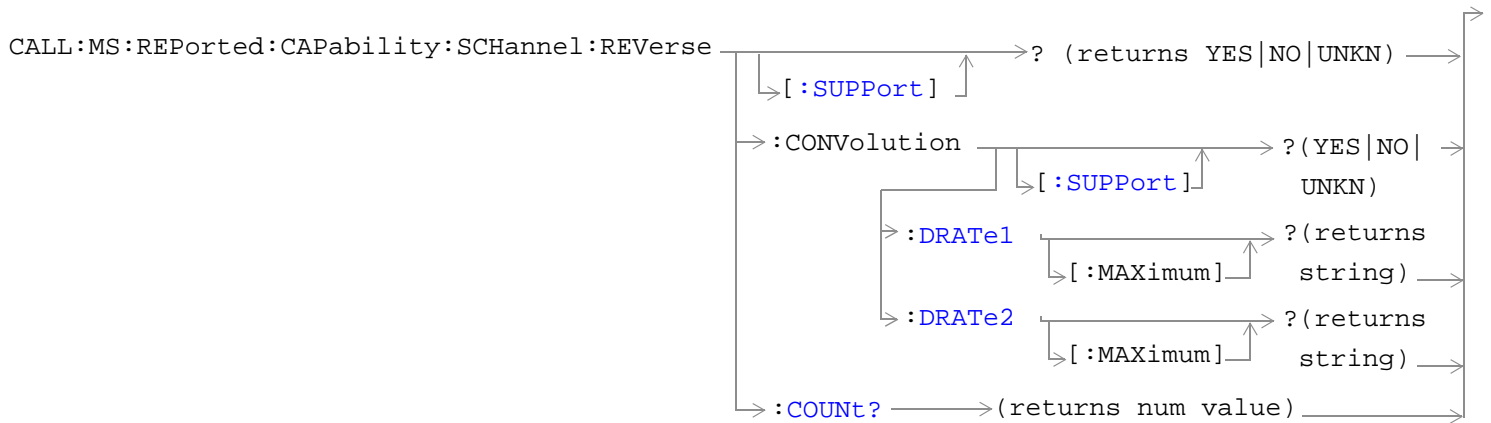 CALL:MS:REPorted:CAPability:SCHannel:REVerse
? (returns YES|NO|UNKN)
[:SUPPort]
:CONVolution
?(YES|NO|
UNKN)
[:SUPPort]
:DRATe1
?(returns
string)
[:MAXimum]
:DRATe2
?(returns
string)
[:MAXimum]
:COUNt?
(returns num value)